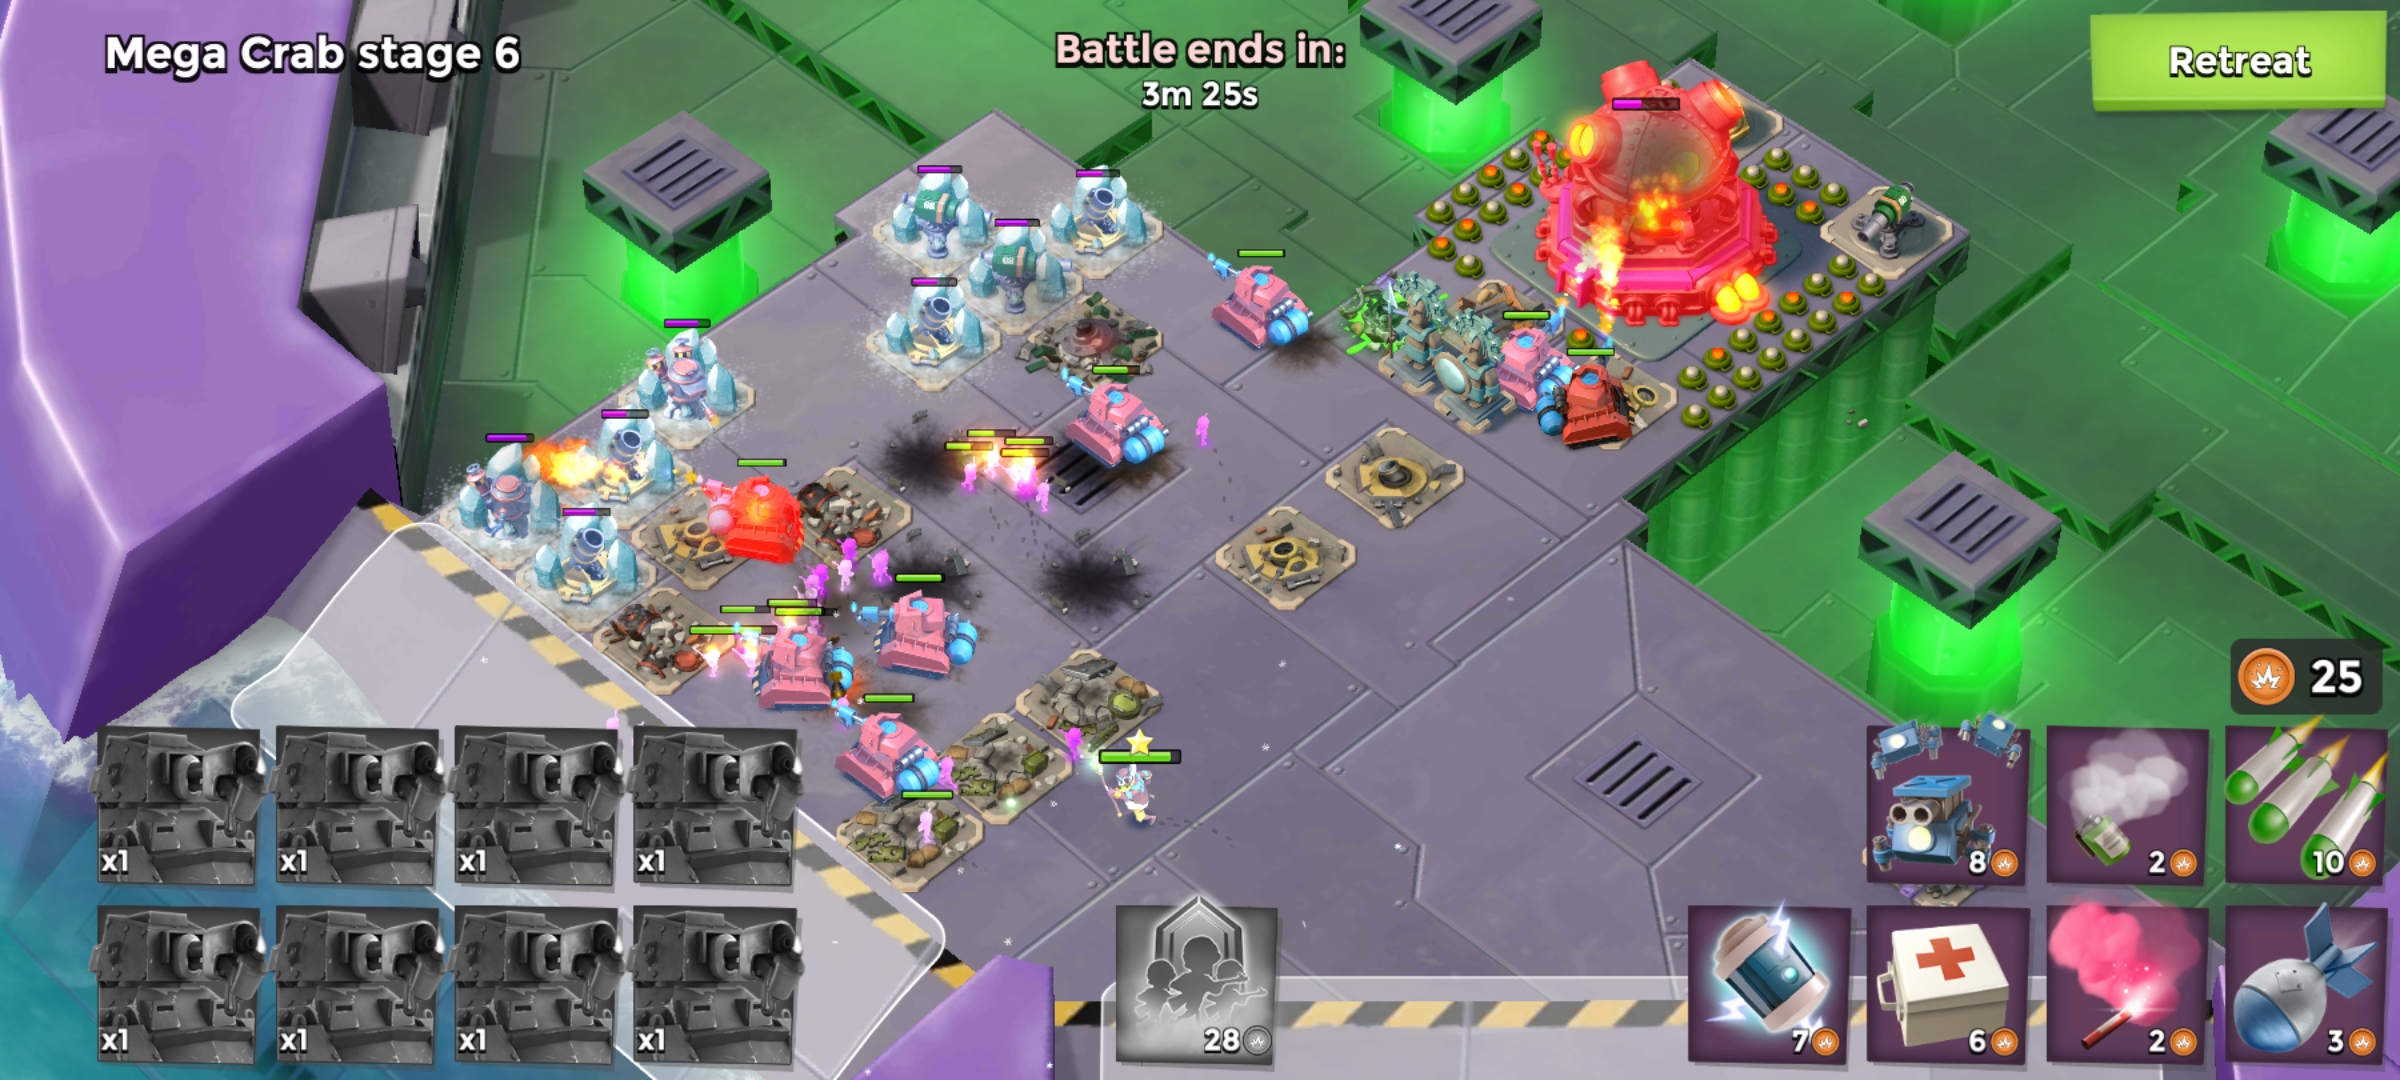 Mega Crab stage 6
Battle ends in:
3m 25s
Retreat
25
x1 x1 x1 x1
8 2 10
x1 x1 x1 x1
28
7 6 2 3